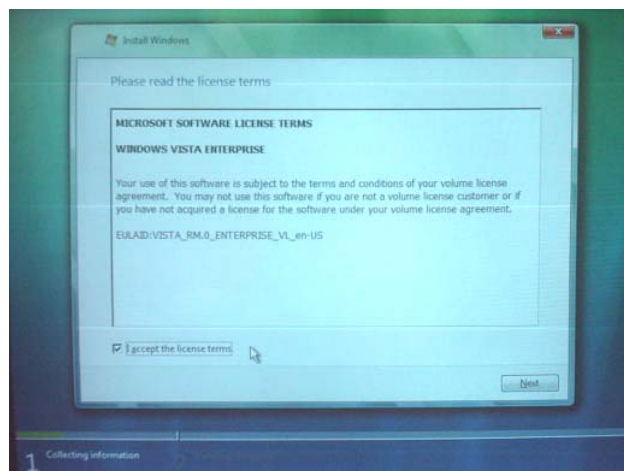 Install Windows
Please read the license terms
MICROSOFT SOFTWARE LICENSE TERMS
WINDOWS VISTA ENTERPRISE
Your use of this software is subject to the terms and conditions of your volume license
agreement. You may not use this software if you are not a volume license customer or if
you have not acquired a license for the software under your volume license agreement.
EULAID:VISTA_RM.0_ENTERPRISE_VL_en-US
I accept the license terms
Next
1 Collecting information
2